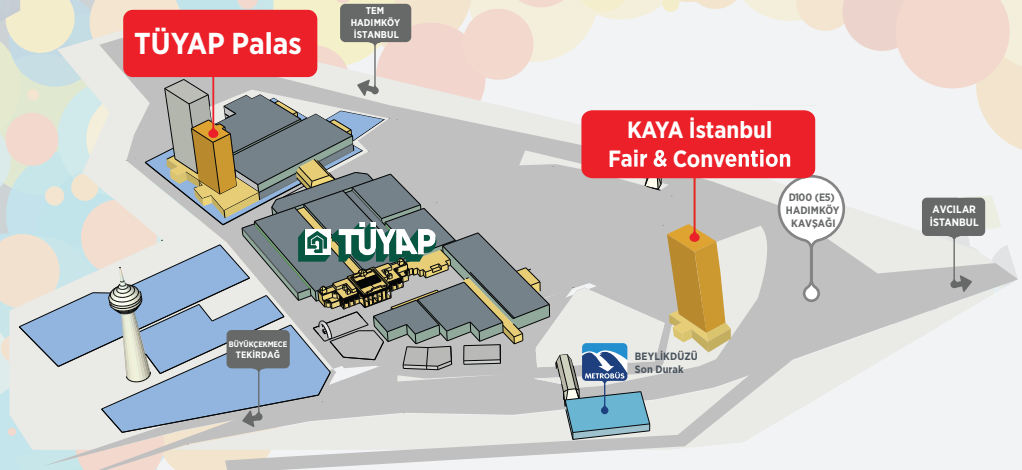 TEM
HADIMKÖY
İSTANBUL
TÜYAP Palas
KAYA İstanbul
Fair & Convention
D100 (E5)
HADIMKÖY
KAVŞAĞI
AVCILAR
İSTANBUL
TÜYAP
BÜYÜKÇEKMECE
TEKİRDAĞ
METROBÜS
BEYLİKDÜZÜ
Son Durak